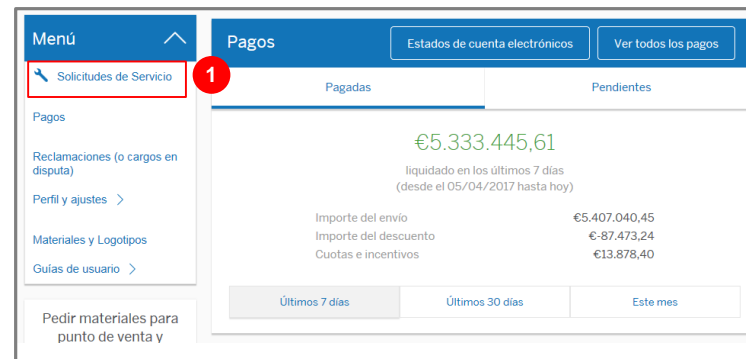 Menú
Solicitudes de Servicio
1
Pagos
Reclamaciones (o cargos en
disputa)
Perfil y ajustes >
Materiales y Logotipos
Guías de usuario >
Pedir materiales para
punto de venta y
Pagos
Estados de cuenta electrónicos
Ver todos los pagos
Pagadas
Pendientes
€5.333.445,61
liquidado en los últimos 7 días
(desde el 05/04/2017 hasta hoy)
Importe del envío €5.407.040,45
Importe del descuento €-87.473,24
Cuotas e incentivos €13.878,40
Últimos 7 días
Últimos 30 días
Este mes